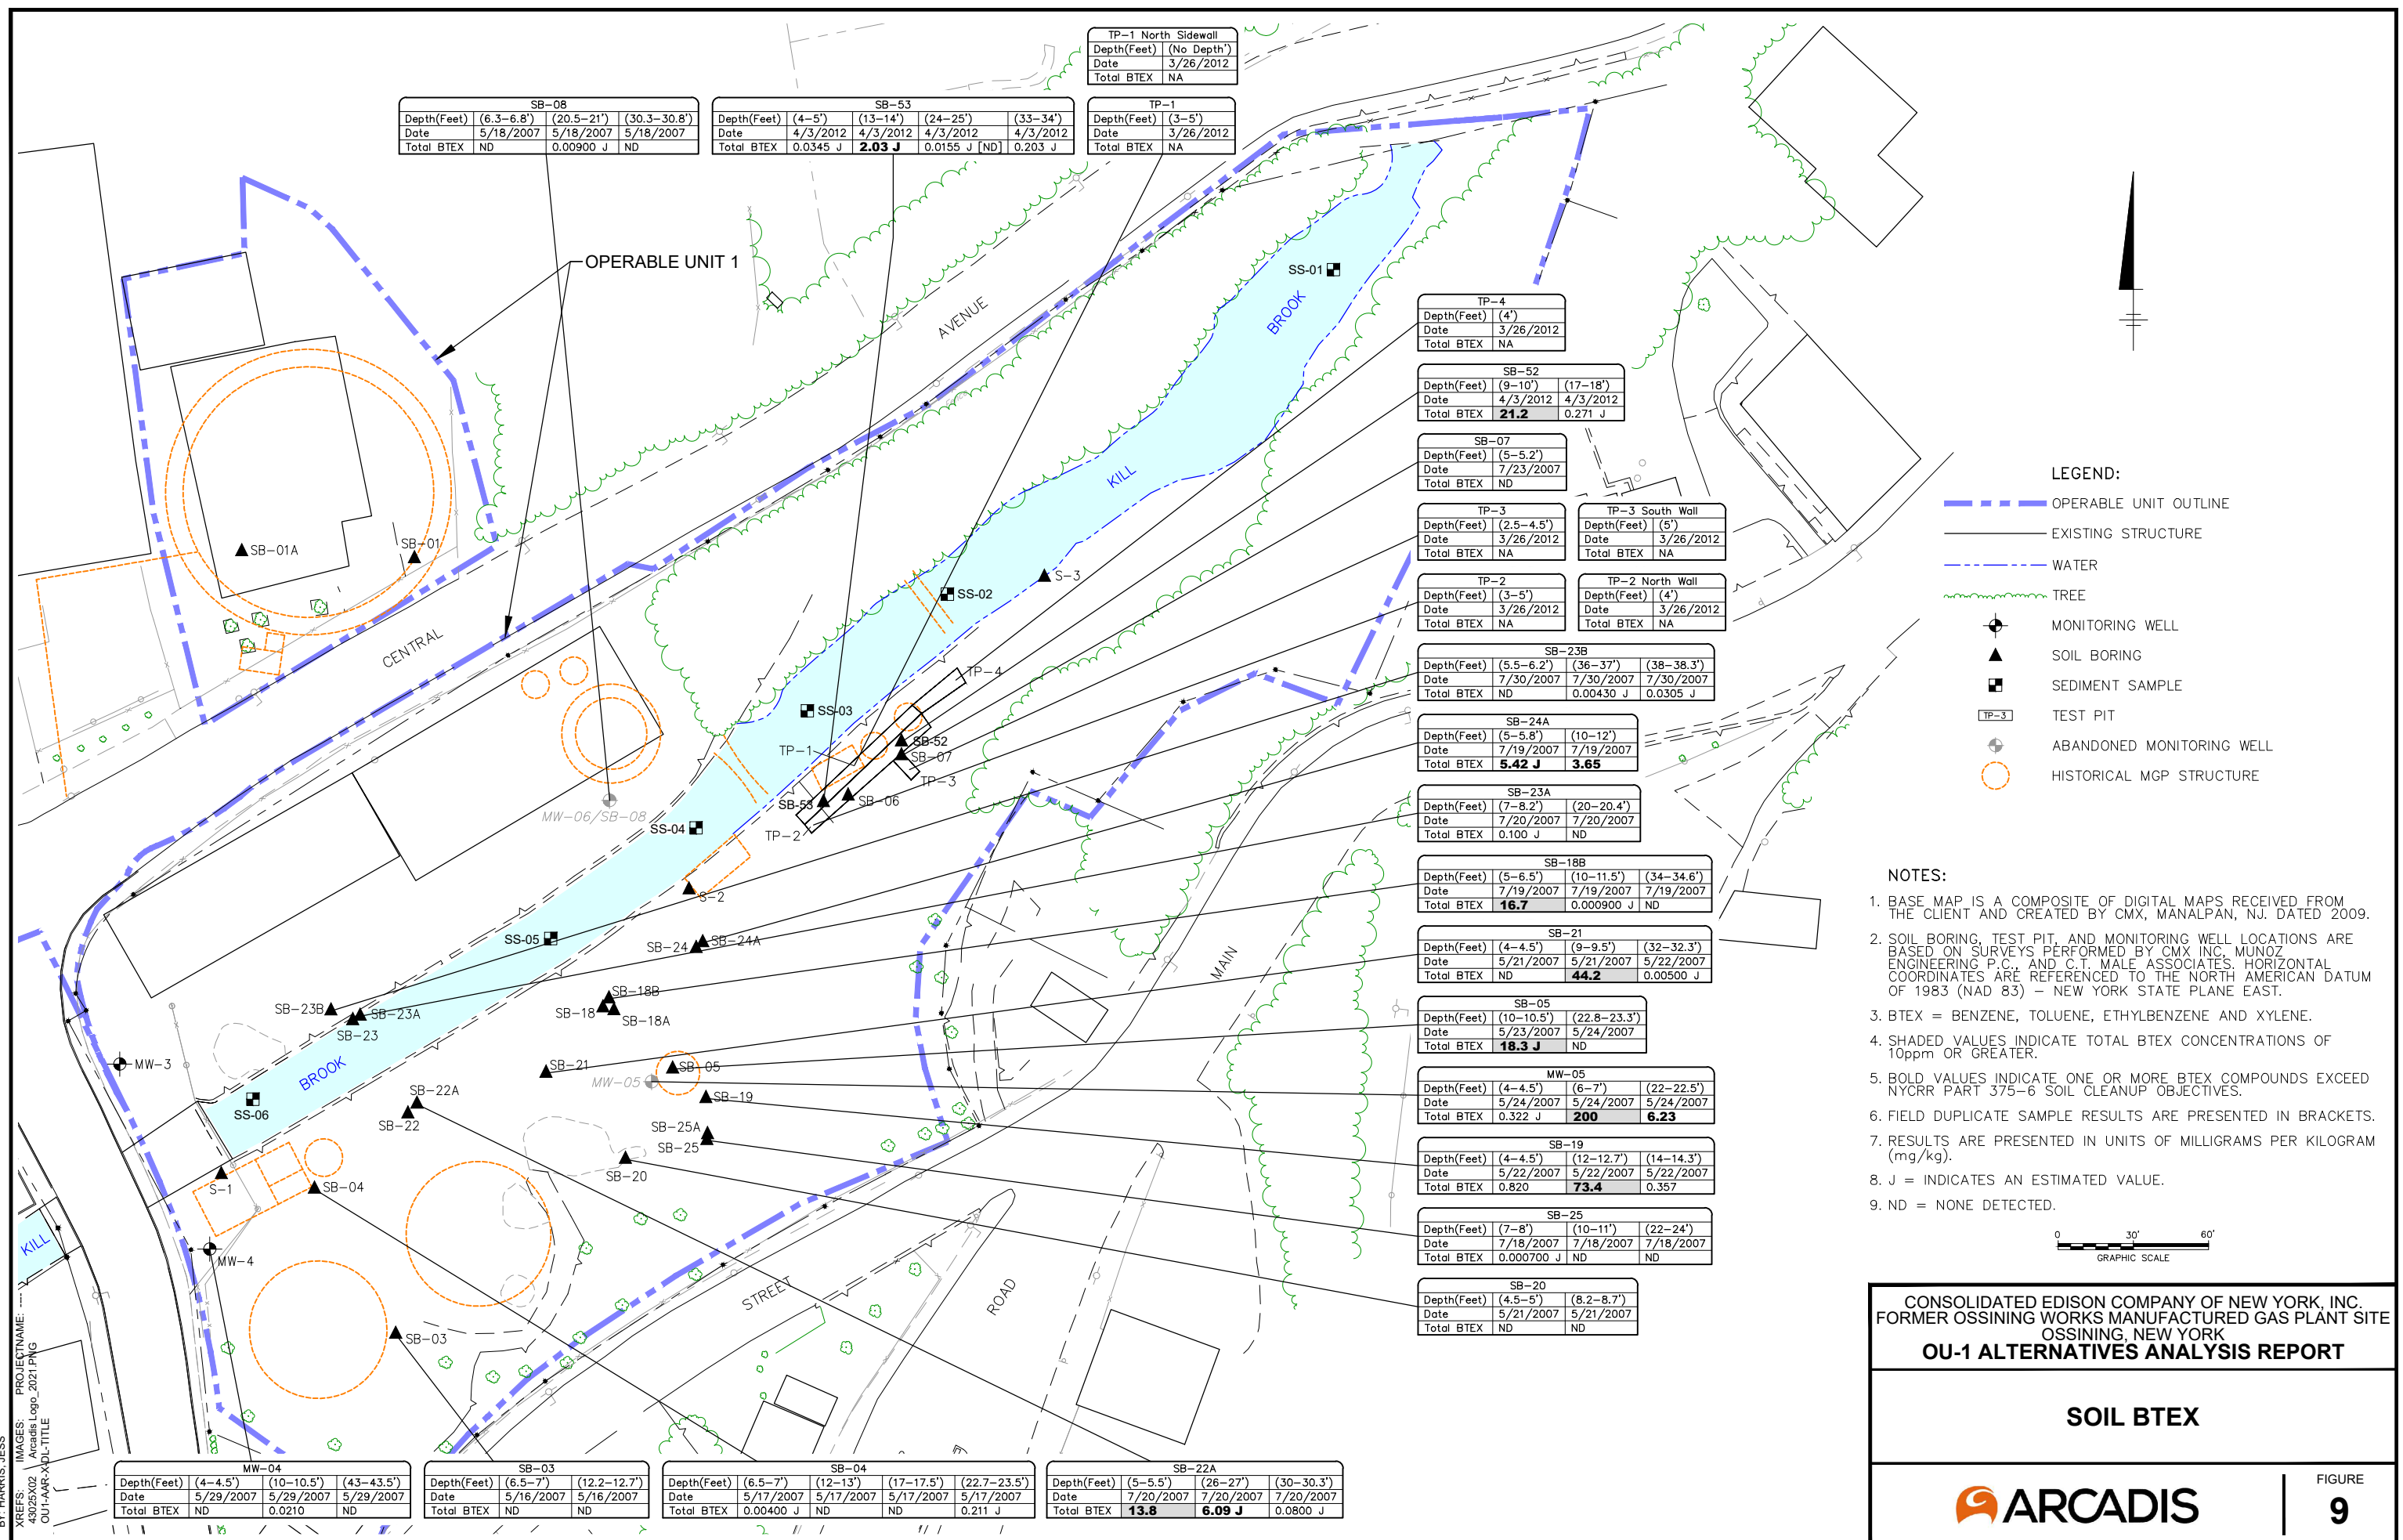 TP-1 North Sidewall
Depth(Feet) (No Depth')
Date 3/26/2012
Total BTEX NA
SB-08
Depth(Feet) (6.3-6.8') (20.5-21') (30.3-30.8')
Date 5/18/2007 5/18/2007 5/18/2007
Total BTEX ND 0.00900 J ND
SB-53
Depth(Feet) (4-5') (13-14') (24-25') (33-34')
Date 4/3/2012 4/3/2012 4/3/2012 4/3/2012
Total BTEX 0.0345 J 2.03 J 0.0155 J [ND] 0.203 J
TP-1
Depth(Feet) (3-5')
Date 3/26/2012
Total BTEX NA
OPERABLE UNIT 1
AVENUE
SS-01
BROOK
KILL
SB-01A
SB-01
CENTRAL
S-3
SS-02
SS-03
TP-4
TP-1
SB-52
SB-07
TP-3
SB-53
SB-06
MW-06/SB-08
SS-04
TP-2
S-2
SS-05
SB-24
SB-24A
SB-23B
SB-23A
SB-23
SB-18B
SB-18
SB-18A
MW-3
BROOK
SB-21
SB-05
MW-05
SB-22A
SB-19
SS-06
SB-22
SB-25A
SB-25
SB-20
S-1
SB-04
KILL
MW-4
SB-03
STREET
ROAD
MAIN
TP-4
Depth(Feet) (4')
Date 3/26/2012
Total BTEX NA
SB-52
Depth(Feet) (9-10') (17-18')
Date 4/3/2012 4/3/2012
Total BTEX 21.2 0.271 J
SB-07
Depth(Feet) (5-5.2')
Date 7/23/2007
Total BTEX ND
TP-3
Depth(Feet) (2.5-4.5')
Date 3/26/2012
Total BTEX NA
TP-3 South Wall
Depth(Feet) (5')
Date 3/26/2012
Total BTEX NA
TP-2
Depth(Feet) (3-5')
Date 3/26/2012
Total BTEX NA
TP-2 North Wall
Depth(Feet) (4')
Date 3/26/2012
Total BTEX NA
SB-23B
Depth(Feet) (5.5-6.2') (36-37') (38-38.3')
Date 7/30/2007 7/30/2007 7/30/2007
Total BTEX ND 0.00430 J 0.0305 J
SB-24A
Depth(Feet) (5-5.8') (10-12')
Date 7/19/2007 7/19/2007
Total BTEX 5.42 J 3.65
SB-23A
Depth(Feet) (7-8.2') (20-20.4')
Date 7/20/2007 7/20/2007
Total BTEX 0.100 J ND
SB-18B
Depth(Feet) (5-6.5') (10-11.5') (34-34.6')
Date 7/19/2007 7/19/2007 7/19/2007
Total BTEX 16.7 0.000900 J ND
SB-21
Depth(Feet) (4-4.5') (9-9.5') (32-32.3')
Date 5/21/2007 5/21/2007 5/22/2007
Total BTEX ND 44.2 0.00500 J
SB-05
Depth(Feet) (10-10.5') (22.8-23.3')
Date 5/23/2007 5/24/2007
Total BTEX 18.3 J ND
MW-05
Depth(Feet) (4-4.5') (6-7') (22-22.5')
Date 5/24/2007 5/24/2007 5/24/2007
Total BTEX 0.322 J 200 6.23
SB-19
Depth(Feet) (4-4.5') (12-12.7') (14-14.3')
Date 5/22/2007 5/22/2007 5/22/2007
Total BTEX 0.820 73.4 0.357
SB-25
Depth(Feet) (7-8') (10-11') (22-24')
Date 7/18/2007 7/18/2007 7/18/2007
Total BTEX 0.000700 J ND ND
SB-20
Depth(Feet) (4.5-5') (8.2-8.7')
Date 5/21/2007 5/21/2007
Total BTEX ND ND
MW-04
Depth(Feet) (4-4.5') (10-10.5') (43-43.5')
Date 5/29/2007 5/29/2007 5/29/2007
Total BTEX ND 0.0210 ND
SB-03
Depth(Feet) (6.5-7') (12.2-12.7')
Date 5/16/2007 5/16/2007
Total BTEX ND ND
SB-04
Depth(Feet) (6.5-7') (12-13') (17-17.5') (22.7-23.5')
Date 5/17/2007 5/17/2007 5/17/2007 5/17/2007
Total BTEX 0.00400 J ND ND 0.211 J
SB-22A
Depth(Feet) (5-5.5') (26-27') (30-30.3')
Date 7/20/2007 7/20/2007 7/20/2007
Total BTEX 13.8 6.09 J 0.0800 J
LEGEND:
OPERABLE UNIT OUTLINE
EXISTING STRUCTURE
WATER
TREE
MONITORING WELL
SOIL BORING
SEDIMENT SAMPLE
TP-3 TEST PIT
ABANDONED MONITORING WELL
HISTORICAL MGP STRUCTURE
NOTES:
1. BASE MAP IS A COMPOSITE OF DIGITAL MAPS RECEIVED FROM
THE CLIENT AND CREATED BY CMX, MANALPAN, NJ. DATED 2009.
2. SOIL BORING, TEST PIT, AND MONITORING WELL LOCATIONS ARE
BASED ON SURVEYS PERFORMED BY CMX INC, MUNOZ
ENGINEERING P.C., AND C.T. MALE ASSOCIATES. HORIZONTAL
COORDINATES ARE REFERENCED TO THE NORTH AMERICAN DATUM
OF 1983 (NAD 83) - NEW YORK STATE PLANE EAST.
3. BTEX = BENZENE, TOLUENE, ETHYLBENZENE AND XYLENE.
4. SHADED VALUES INDICATE TOTAL BTEX CONCENTRATIONS OF
10ppm OR GREATER.
5. BOLD VALUES INDICATE ONE OR MORE BTEX COMPOUNDS EXCEED
NYCRR PART 375-6 SOIL CLEANUP OBJECTIVES.
6. FIELD DUPLICATE SAMPLE RESULTS ARE PRESENTED IN BRACKETS.
7. RESULTS ARE PRESENTED IN UNITS OF MILLIGRAMS PER KILOGRAM
(mg/kg).
8. J = INDICATES AN ESTIMATED VALUE.
9. ND = NONE DETECTED.
0 30' 60'
GRAPHIC SCALE
CONSOLIDATED EDISON COMPANY OF NEW YORK, INC.
FORMER OSSINING WORKS MANUFACTURED GAS PLANT SITE
OSSINING, NEW YORK
OU-1 ALTERNATIVES ANALYSIS REPORT
SOIL BTEX
ARCADIS
FIGURE
9
XREFS: IMAGES: PROJECTNAME: ----
43025X02 Arcadis Logo_2021.PNG
OU1-AAR-X-DL-TITLE